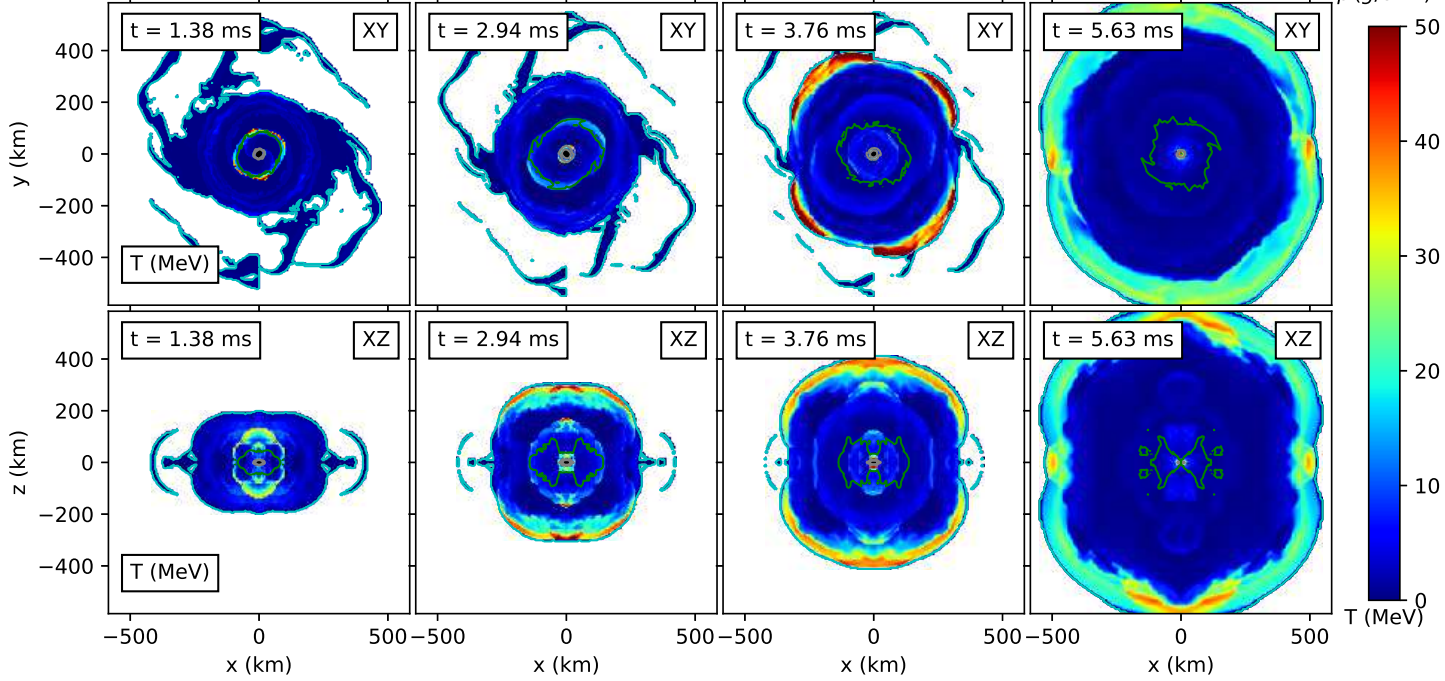 t = 1.38 ms
XY
t = 2.94 ms
XY
t = 3.76 ms
XY
t = 5.63 ms
XY
400
200
0
−200
−400
y (km)
T (MeV)
50
40
30
20
10
0
T (MeV)
t = 1.38 ms
XZ
t = 2.94 ms
XZ
t = 3.76 ms
XZ
t = 5.63 ms
XZ
400
200
0
−200
−400
z (km)
T (MeV)
−500 0 500
−500 0 500
−500 0 500
−500 0 500
x (km)
x (km)
x (km)
x (km)